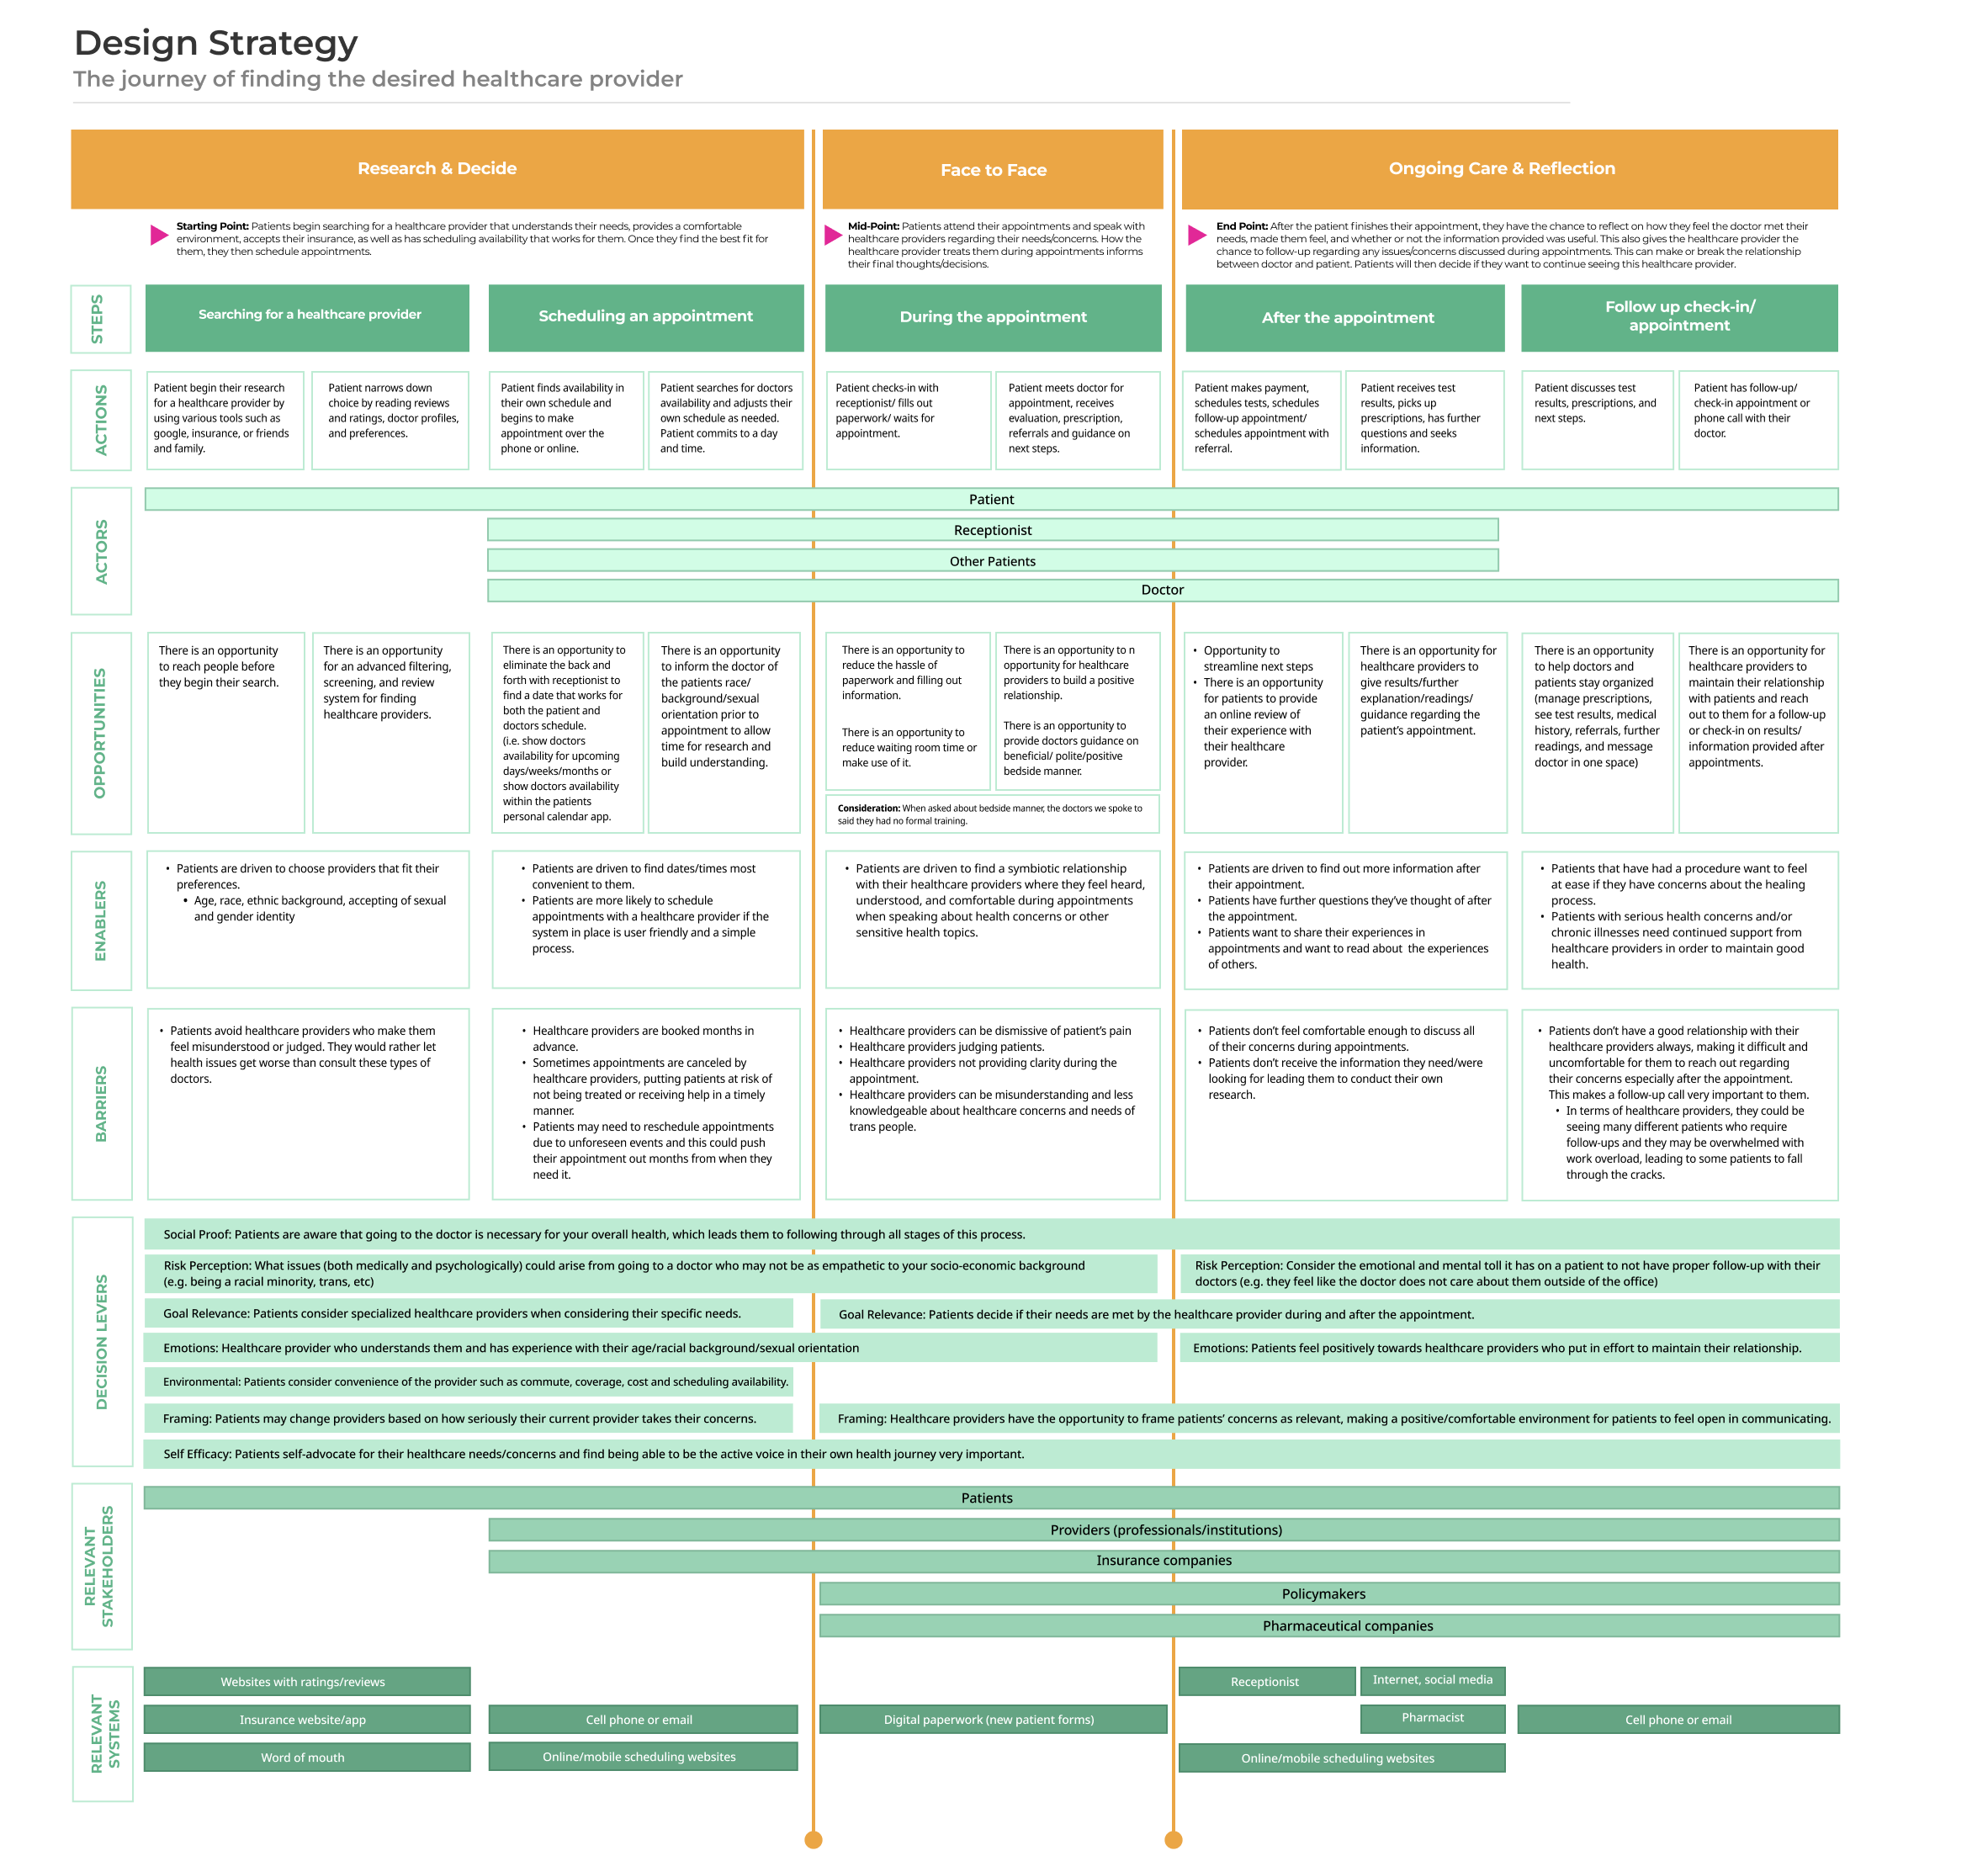 Design Strategy
The journey of finding the desired healthcare provider
Research & Decide
Face to Face
Ongoing Care & Reflection
Starting Point: Patients begin searching for a healthcare provider that understands their needs, provides a comfortable
environment, accepts their insurance, as well as has scheduling availability that works for them. Once they find the best fit for
them, they then schedule appointments.
Mid-Point: Patients attend their appointments and speak with
healthcare providers regarding their needs/concerns. How the
healthcare provider treats them during appointments informs
their final thoughts/decisions.
End Point: After the patient finishes their appointment, they have the chance to reflect on how they feel the doctor met their
needs, made them feel, and whether or not the information provided was useful. This also gives the healthcare provider the
chance to follow-up regarding any issues/concerns discussed during appointments. This can make or break the relationship
between doctor and patient. Patients will then decide if they want to continue seeing this healthcare provider.
STEPS
Searching for a healthcare provider
Scheduling an appointment
During the appointment
After the appointment
Follow up check-in/
appointment
ACTIONS
Patient begin their research
for a healthcare provider by
using various tools such as
google, insurance, or friends
and family.
Patient narrows down
choice by reading reviews
and ratings, doctor profiles,
and preferences.
Patient finds availability in
their own schedule and
begins to make
appointment over the
phone or online.
Patient searches for doctors
availability and adjusts their
own schedule as needed.
Patient commits to a day
and time.
Patient checks-in with
receptionist/ fills out
paperwork/ waits for
appointment.
Patient meets doctor for
appointment, receives
evaluation, prescription,
referrals and guidance on
next steps.
Patient makes payment,
schedules tests, schedules
follow-up appointment/
schedules appointment with
referral.
Patient receives test
results, picks up
prescriptions, has further
questions and seeks
information.
Patient discusses test
results, prescriptions, and
next steps.
Patient has follow-up/
check-in appointment or
phone call with their
doctor.
ACTORS
Patient
Receptionist
Other Patients
Doctor
OPPORTUNITIES
There is an opportunity
to reach people before
they begin their search.
There is an opportunity
for an advanced filtering,
screening, and review
system for finding
healthcare providers.
There is an opportunity to
eliminate the back and
forth with receptionist to
find a date that works for
both the patient and
doctors schedule.
(i.e. show doctors
availability for upcoming
days/weeks/months or
show doctors availability
within the patients
personal calendar app.
There is an opportunity
to inform the doctor of
the patients race/
background/sexual
orientation prior to
appointment to allow
time for research and
build understanding.
There is an opportunity to
reduce the hassle of
paperwork and filling out
information.
There is an opportunity to
reduce waiting room time or
make use of it.
There is an opportunity to n
opportunity for healthcare
providers to build a positive
relationship.
There is an opportunity to
provide doctors guidance on
beneficial/ polite/positive
bedside manner.
Consideration: When asked about bedside manner, the doctors we spoke to
said they had no formal training.
• Opportunity to
streamline next steps
• There is an opportunity
for patients to provide
an online review of
their experience with
their healthcare
provider.
There is an opportunity for
healthcare providers to
give results/further
explanation/readings/
guidance regarding the
patient's appointment.
There is an opportunity
to help doctors and
patients stay organized
(manage prescriptions,
see test results, medical
history, referrals, further
readings, and message
doctor in one space)
There is an opportunity for
healthcare providers to
maintain their relationship
with patients and reach
out to them for a follow-up
or check-in on results/
information provided after
appointments.
ENABLERS
• Patients are driven to choose providers that fit their
preferences.
• Age, race, ethnic background, accepting of sexual
and gender identity
• Patients are driven to find dates/times most
convenient to them.
• Patients are more likely to schedule
appointments with a healthcare provider if the
system in place is user friendly and a simple
process.
• Patients are driven to find a symbiotic relationship
with their healthcare providers where they feel heard,
understood, and comfortable during appointments
when speaking about health concerns or other
sensitive health topics.
• Patients are driven to find out more information after
their appointment.
• Patients have further questions they've thought of after
the appointment.
• Patients want to share their experiences in
appointments and want to read about the experiences
of others.
• Patients that have had a procedure want to feel
at ease if they have concerns about the healing
process.
• Patients with serious health concerns and/or
chronic illnesses need continued support from
healthcare providers in order to maintain good
health.
BARRIERS
• Patients avoid healthcare providers who make them
feel misunderstood or judged. They would rather let
health issues get worse than consult these types of
doctors.
• Healthcare providers are booked months in
advance.
• Sometimes appointments are canceled by
healthcare providers, putting patients at risk of
not being treated or receiving help in a timely
manner.
• Patients may need to reschedule appointments
due to unforeseen events and this could push
their appointment out months from when they
need it.
• Healthcare providers can be dismissive of patient's pain
• Healthcare providers judging patients.
• Healthcare providers not providing clarity during the
appointment.
• Healthcare providers can be misunderstanding and less
knowledgeable about healthcare concerns and needs of
trans people.
• Patients don't feel comfortable enough to discuss all
of their concerns during appointments.
• Patients don't receive the information they need/were
looking for leading them to conduct their own
research.
• Patients don't have a good relationship with their
healthcare providers always, making it difficult and
uncomfortable for them to reach out regarding
their concerns especially after the appointment.
This makes a follow-up call very important to them.
• In terms of healthcare providers, they could be
seeing many different patients who require
follow-ups and they may be overwhelmed with
work overload, leading to some patients to fall
through the cracks.
DECISION LEVERS
Social Proof: Patients are aware that going to the doctor is necessary for your overall health, which leads them to following through all stages of this process.
Risk Perception: What issues (both medically and psychologically) could arise from going to a doctor who may not be as empathetic to your socio-economic background
(e.g. being a racial minority, trans, etc)
Risk Perception: Consider the emotional and mental toll it has on a patient to not have proper follow-up with their
doctors (e.g. they feel like the doctor does not care about them outside of the office)
Goal Relevance: Patients consider specialized healthcare providers when considering their specific needs.
Goal Relevance: Patients decide if their needs are met by the healthcare provider during and after the appointment.
Emotions: Healthcare provider who understands them and has experience with their age/racial background/sexual orientation
Emotions: Patients feel positively towards healthcare providers who put in effort to maintain their relationship.
Environmental: Patients consider convenience of the provider such as commute, coverage, cost and scheduling availability.
Framing: Patients may change providers based on how seriously their current provider takes their concerns.
Framing: Healthcare providers have the opportunity to frame patients' concerns as relevant, making a positive/comfortable environment for patients to feel open in communicating.
Self Efficacy: Patients self-advocate for their healthcare needs/concerns and find being able to be the active voice in their own health journey very important.
RELEVANT
STAKEHOLDERS
Patients
Providers (professionals/institutions)
Insurance companies
Policymakers
Pharmaceutical companies
RELEVANT
SYSTEMS
Websites with ratings/reviews
Insurance website/app
Word of mouth
Cell phone or email
Online/mobile scheduling websites
Digital paperwork (new patient forms)
Receptionist
Internet, social media
Pharmacist
Online/mobile scheduling websites
Cell phone or email